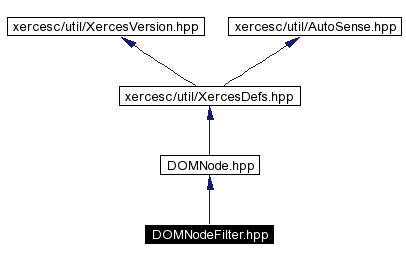 xercesc/util/XercesVersion.hpp
xercesc/util/AutoSense.hpp
xercesc/util/XercesDefs.hpp
DOMNode.hpp
DOMNodeFilter.hpp